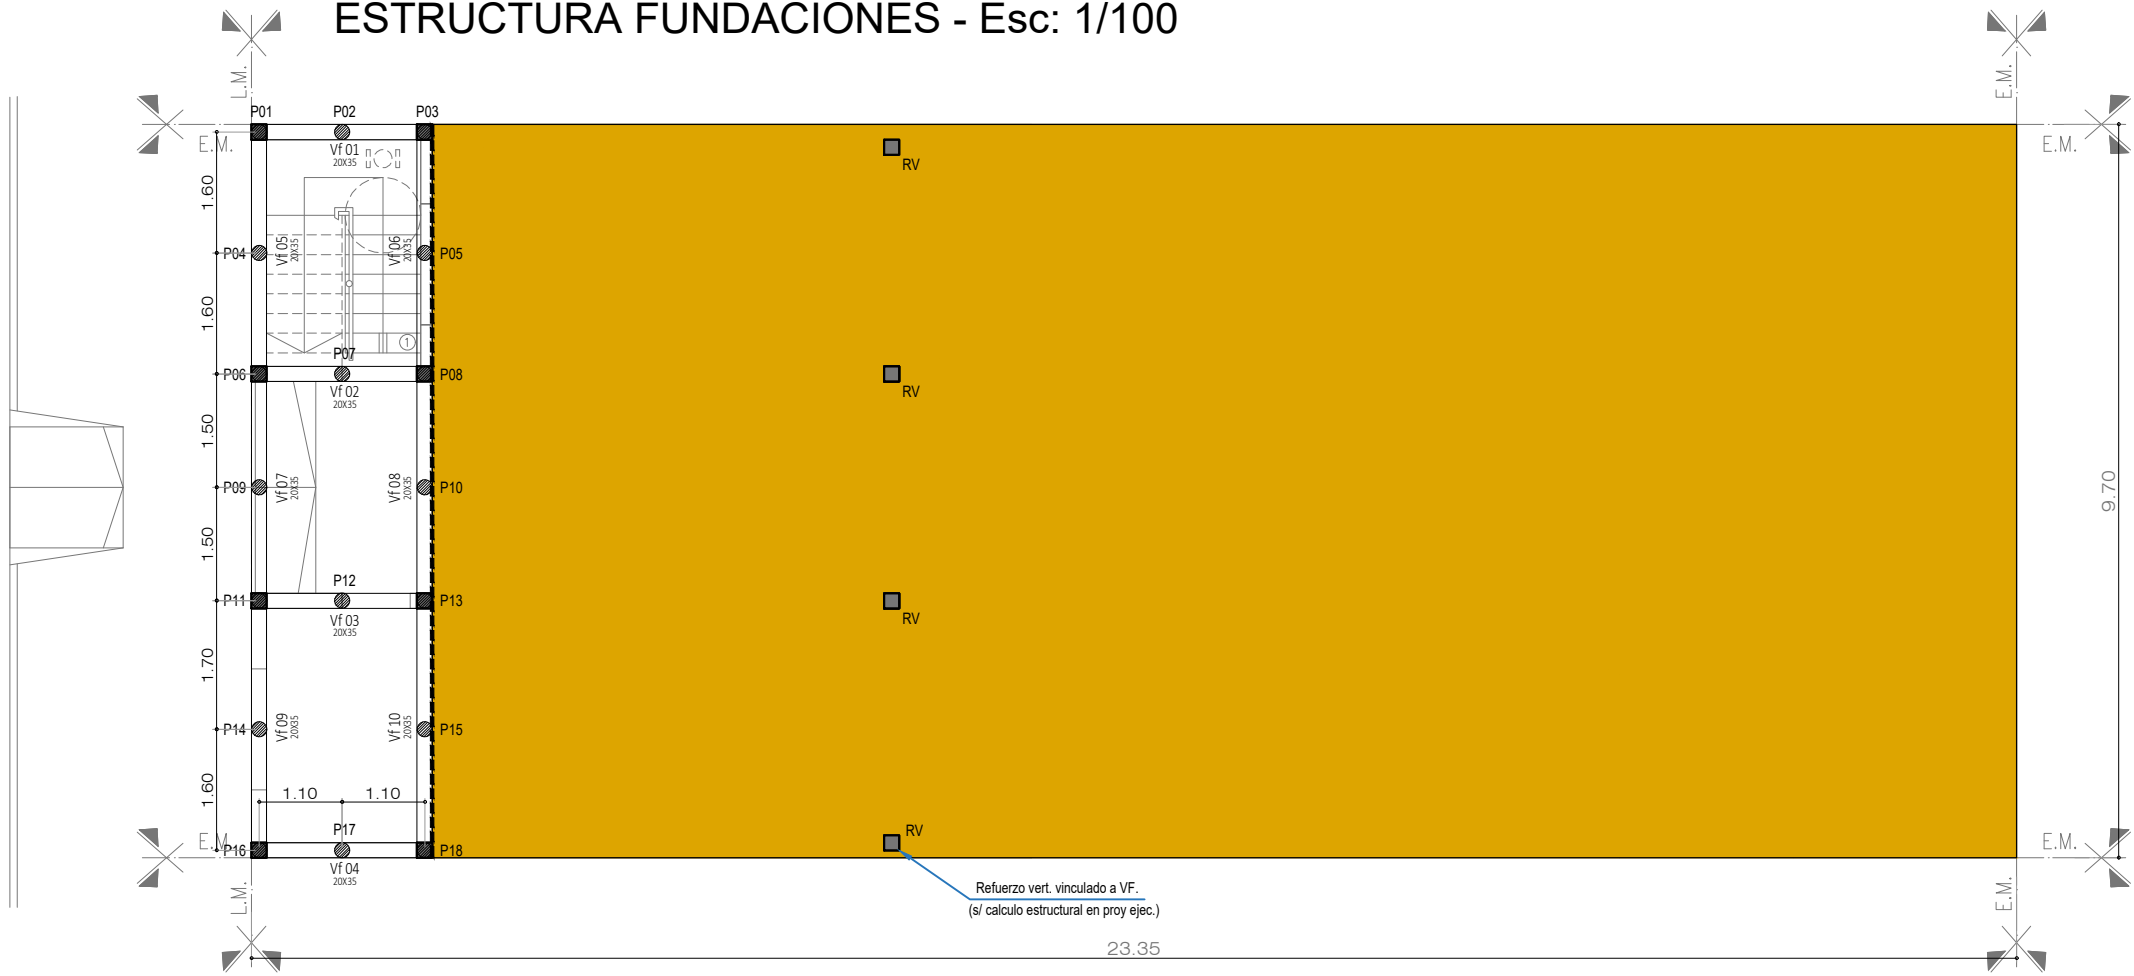 ESTRUCTURA FUNDACIONES - Esc: 1/100
L.M.
E.M.
P01
P02
P03
E.M.
Vf 01
20X35
RV
E.M.
1.60
P04
Vf 05
20X35
Vf 06
20X35
P05
1.60
1
P07
P06
P08
Vf 02
20X35
RV
1.50
P09
Vf 07
20X35
Vf 08
20X35
P10
9.70
1.50
P12
P11
P13
Vf 03
20X35
RV
1.70
P14
Vf 09
20X35
Vf 10
20X35
P15
1.60
1.10
1.10
P17
RV
E.M.
E.M.
P16
P18
Vf 04
20X35
L.M.
Refuerzo vert. vinculado a VF.
(s/ calculo estructural en proy ejec.)
E.M.
23.35